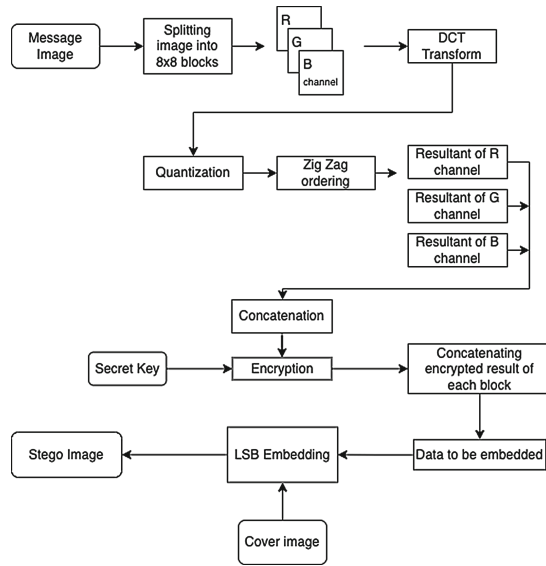 Message
Image
Splitting
image into
8x8 blocks
R
G
B
channel
DCT
Transform
Quantization
Zig Zag
ordering
Resultant of R
channel
Resultant of G
channel
Resultant of B
channel
Concatenation
Secret Key
Encryption
Concatenating
encrypted result of
each block
Stego Image
LSB Embedding
Data to be embedded
Cover image